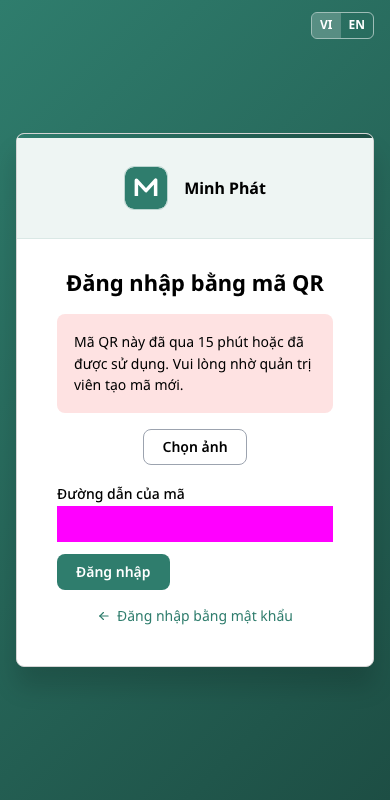 VI EN
Minh Phát
Đăng nhập bằng mã QR
Mã QR này đã qua 15 phút hoặc đã
được sử dụng. Vui lòng nhờ quản trị
viên tạo mã mới.
Chọn ảnh
Đường dẫn của mã
Đăng nhập
← Đăng nhập bằng mật khẩu